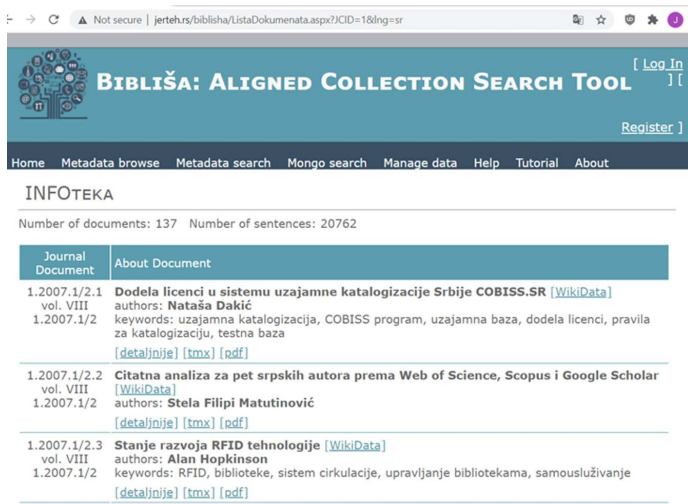 Not secure | jerteh.rs/biblisha/ListaDokumenata.aspx?JCID=1&lng=sr
J
[ Log In
] [
Bibliša: Aligned Collection Search Tool
Register ]
Home Metadata browse Metadata search Mongo search Manage data Help Tutorial About
INFOteka
Number of documents: 137 Number of sentences: 20762
Journal
Document
About Document
1.2007.1/2.1
vol. VIII
1.2007.1/2
Dodela licenci u sistemu uzajamne katalogizacije Srbije COBISS.SR [WikiData]
authors: Nataša Dakić
keywords: uzajamna katalogizacija, COBISS program, uzajamna baza, dodela licenci, pravila
za katalogizaciju, testna baza
[detaljnije] [tmx] [pdf]
1.2007.1/2.2
vol. VIII
1.2007.1/2
Citatna analiza za pet srpskih autora prema Web of Science, Scopus i Google Scholar
[WikiData]
authors: Stela Filipi Matutinović
[detaljnije] [tmx] [pdf]
1.2007.1/2.3
vol. VIII
1.2007.1/2
Stanje razvoja RFID tehnologije [WikiData]
authors: Alan Hopkinson
keywords: RFID, biblioteke, sistem cirkulacije, upravljanje bibliotekama, samousluživanje
[detaljnije] [tmx] [pdf]